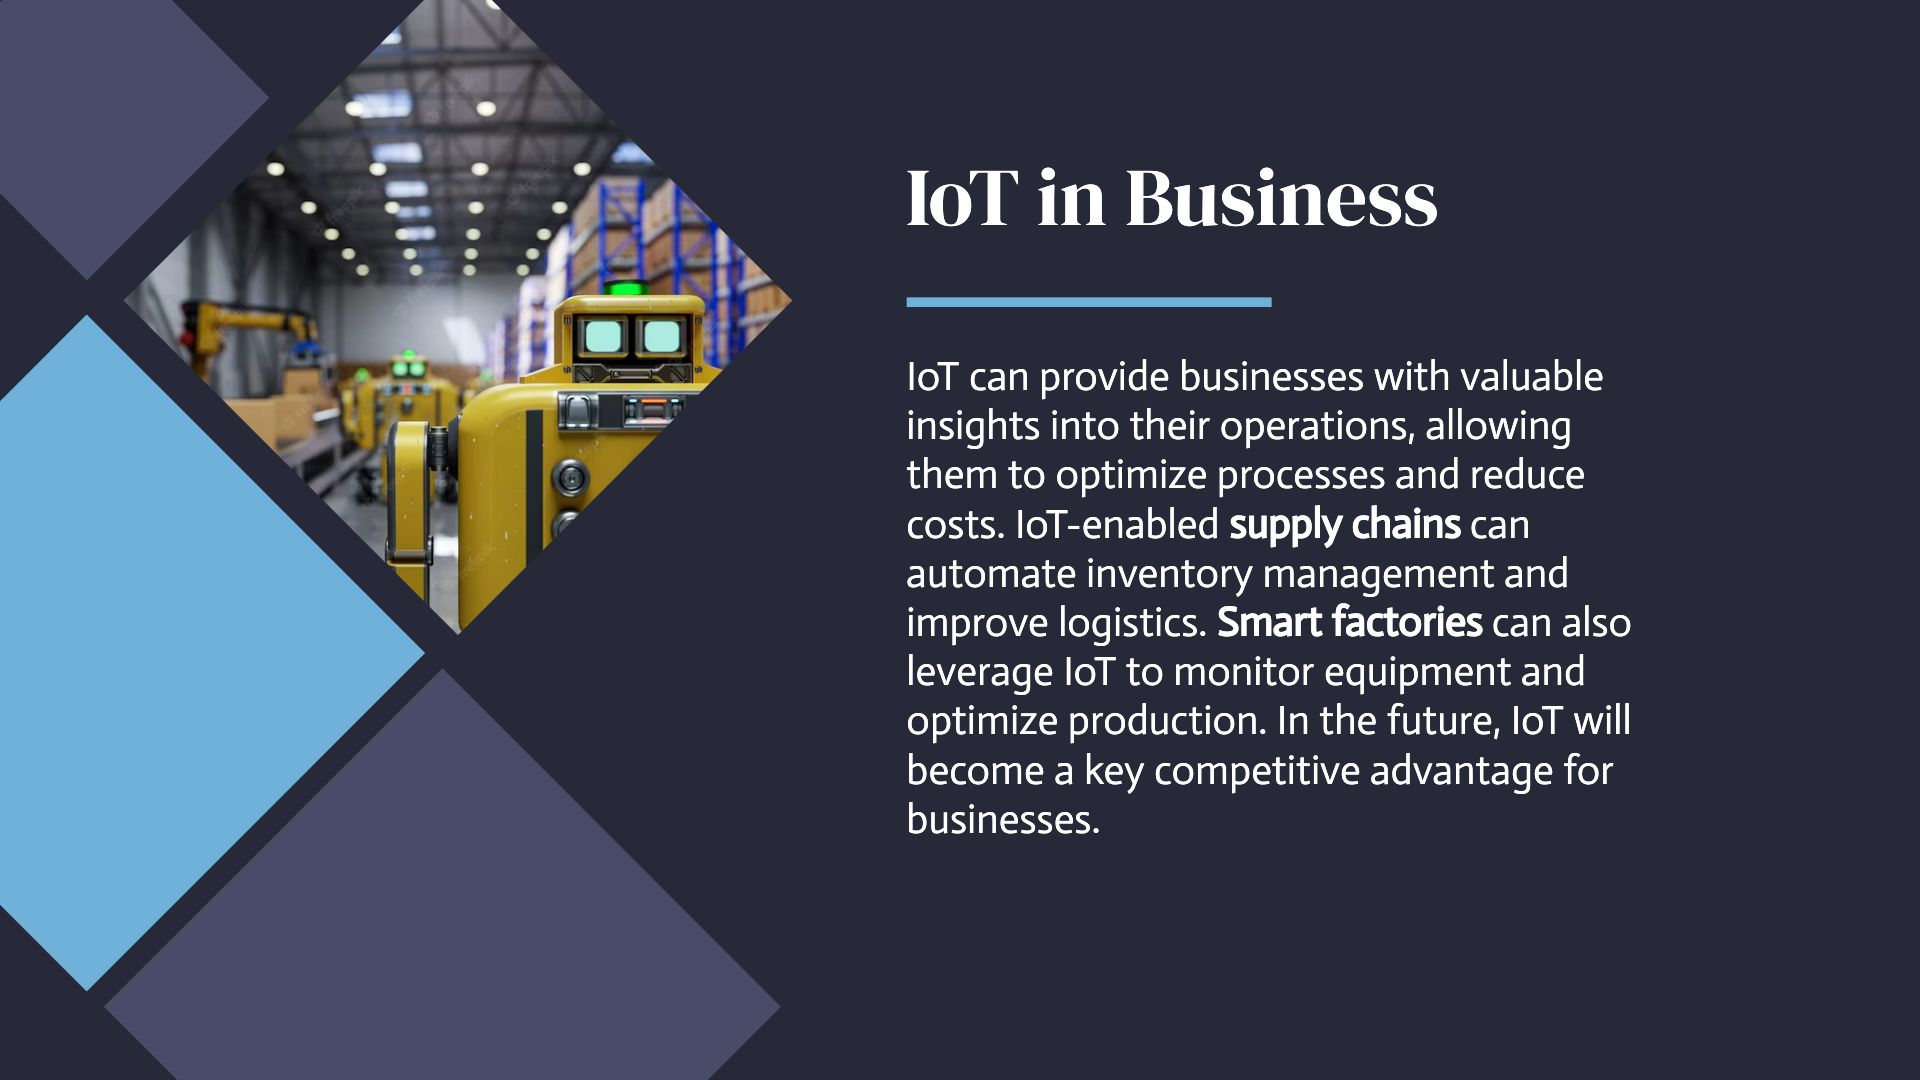 IoT in Business
IoT can provide businesses with valuable
insights into their operations, allowing
them to optimize processes and reduce
costs. IoT-enabled supply chains can
automate inventory management and
improve logistics. Smart factories can also
leverage IoT to monitor equipment and
optimize production. In the future, IoT will
become a key competitive advantage for
businesses.